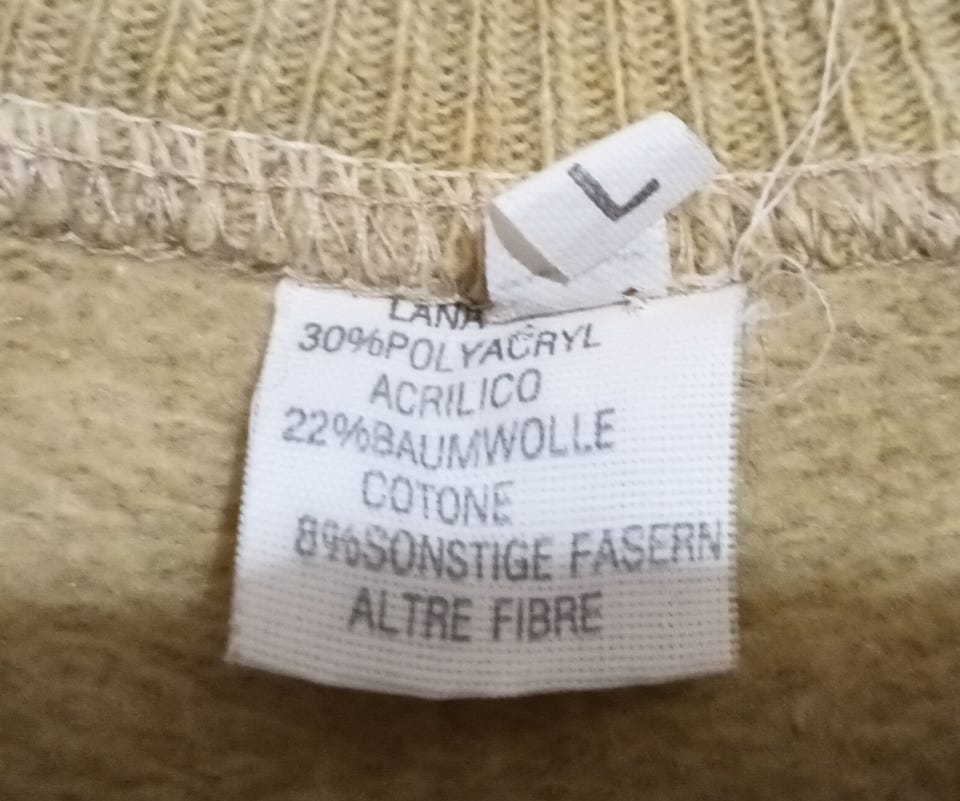 L
LANA
30%POLYACRYL
ACRILICO
22%BAUMWOLLE
COTONE
8%SONSTIGE FASERN
ALTRE FIBRE